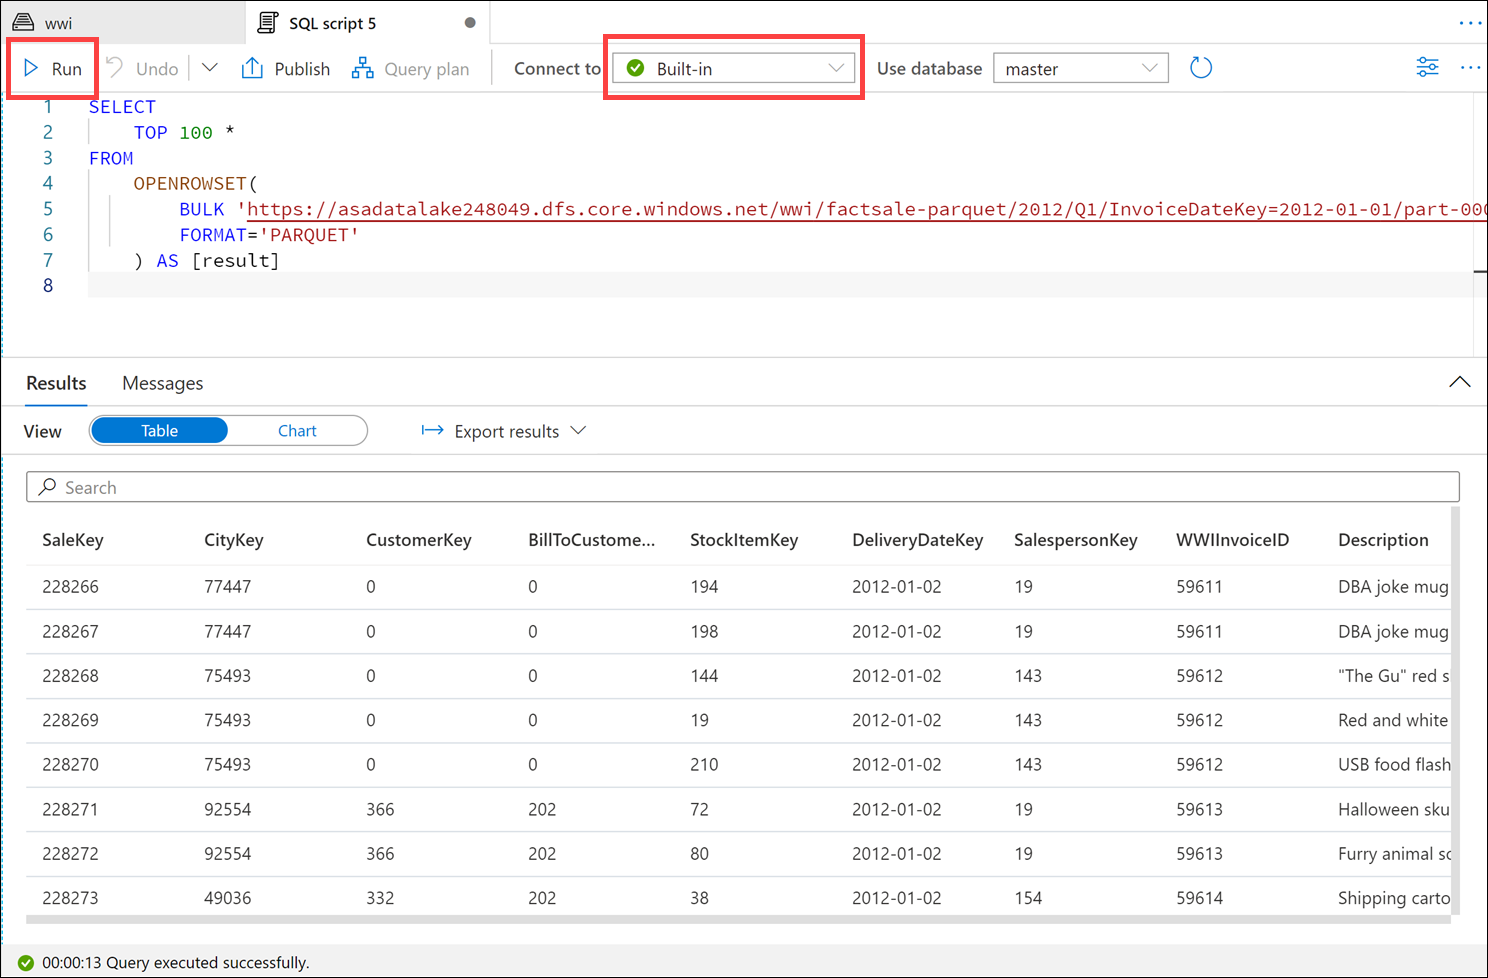 wwi
SQL script 5
Run Undo Publish Query plan Connect to Built-in Use database master
1 SELECT
2 TOP 100 *
3 FROM
4 OPENROWSET(
5 BULK 'https://asadatalake248049.dfs.core.windows.net/wwi/factsale-parquet/2012/Q1/InvoiceDateKey=2012-01-01/part-000
6 FORMAT='PARQUET'
7 ) AS [result]
8
Results Messages
View Table Chart Export results
Search
SaleKey CityKey CustomerKey BillToCustome... StockItemKey DeliveryDateKey SalespersonKey WWIInvoiceID Description
228266 77447 0 0 194 2012-01-02 19 59611 DBA joke mug
228267 77447 0 0 198 2012-01-02 19 59611 DBA joke mug
228268 75493 0 0 144 2012-01-02 143 59612 "The Gu" red s
228269 75493 0 0 19 2012-01-02 143 59612 Red and white
228270 75493 0 0 210 2012-01-02 143 59612 USB food flash
228271 92554 366 202 72 2012-01-02 19 59613 Halloween sku
228272 92554 366 202 80 2012-01-02 19 59613 Furry animal so
228273 49036 332 202 38 2012-01-02 154 59614 Shipping carto
00:00:13 Query executed successfully.